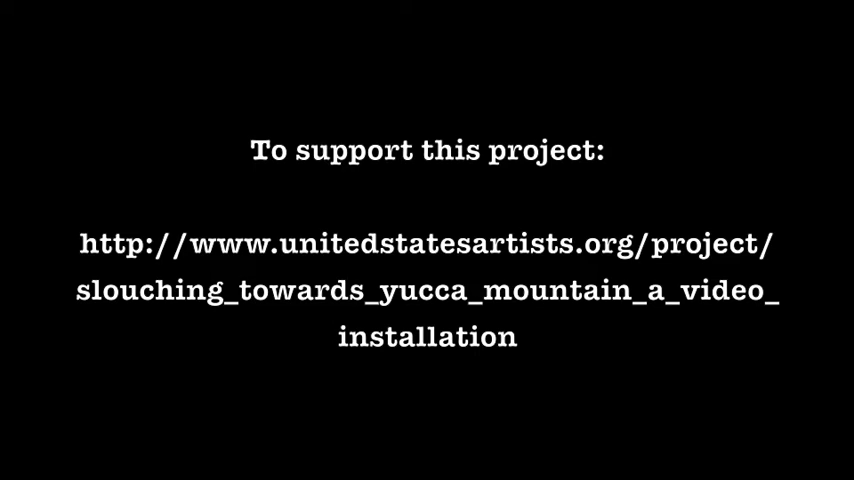 To support this project:
http://www.unitedstatesartists.org/project/
slouching_towards_yucca_mountain_a_video_
installation